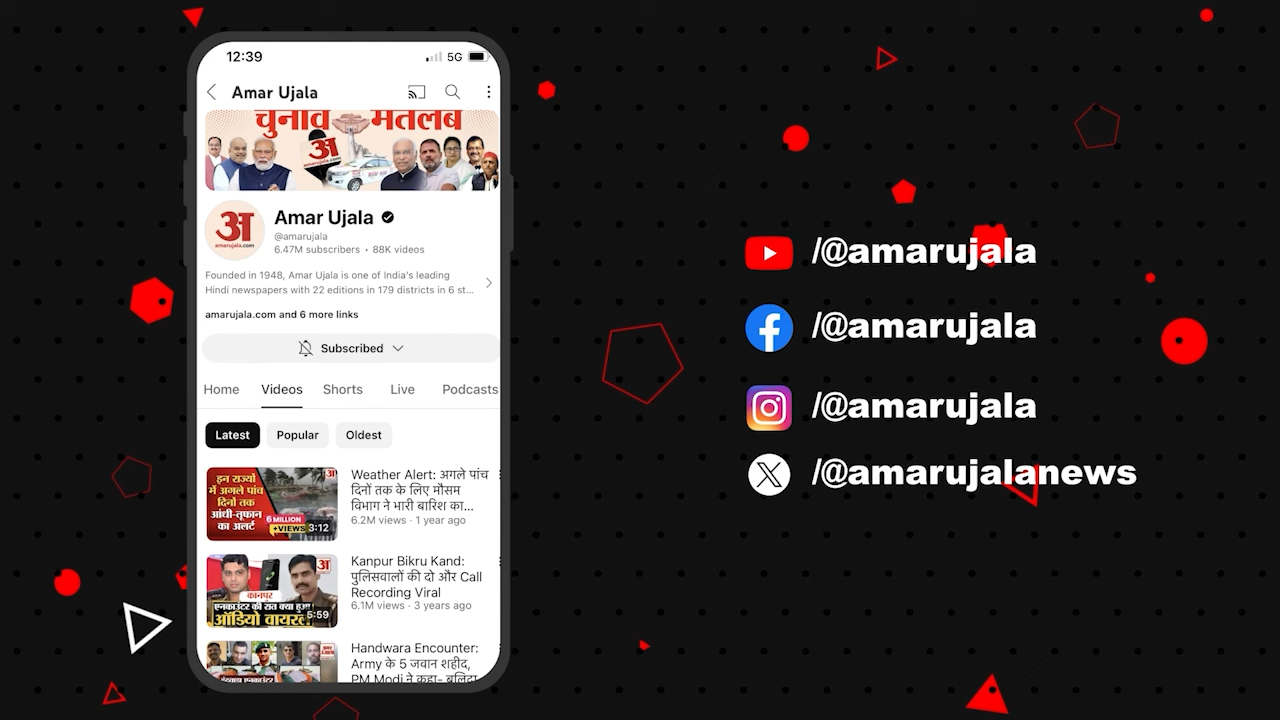 12:39
5G
Amar Ujala
चुनाव मतलब
अ
amarujala.com
अ
amarujala.com
Amar Ujala
@amarujala
6.47M subscribers • 88K videos
Founded in 1948, Amar Ujala is one of India's leading
Hindi newspapers with 22 editions in 179 districts in 6 st...
amarujala.com and 6 more links
Subscribed
Home Videos Shorts Live Podcasts
Latest Popular Oldest
हन राज्यों
में अगले पांच
दिनों तक
आंधी-तूफान
का अलर्ट
अ
6 MILLION
+VIEWS
3:12
Weather Alert: अगले पांच
दिनों तक के लिए मौसम
विभाग ने भारी बारिश का...
6.2M views · 1 year ago
अ
कानपुर
एनकाउंटर की रात क्या हुआ
ऑडियो वायरल
5:59
Kanpur Bikru Kand:
पुलिसवालों की दो और Call
Recording Viral
6.1M views · 3 years ago
Handwara Encounter:
Army के 5 जवान शहीद,
PM Modi ने कहा- बलिदा
/@amarujala
/@amarujala
/@amarujala
/@amarujalanews